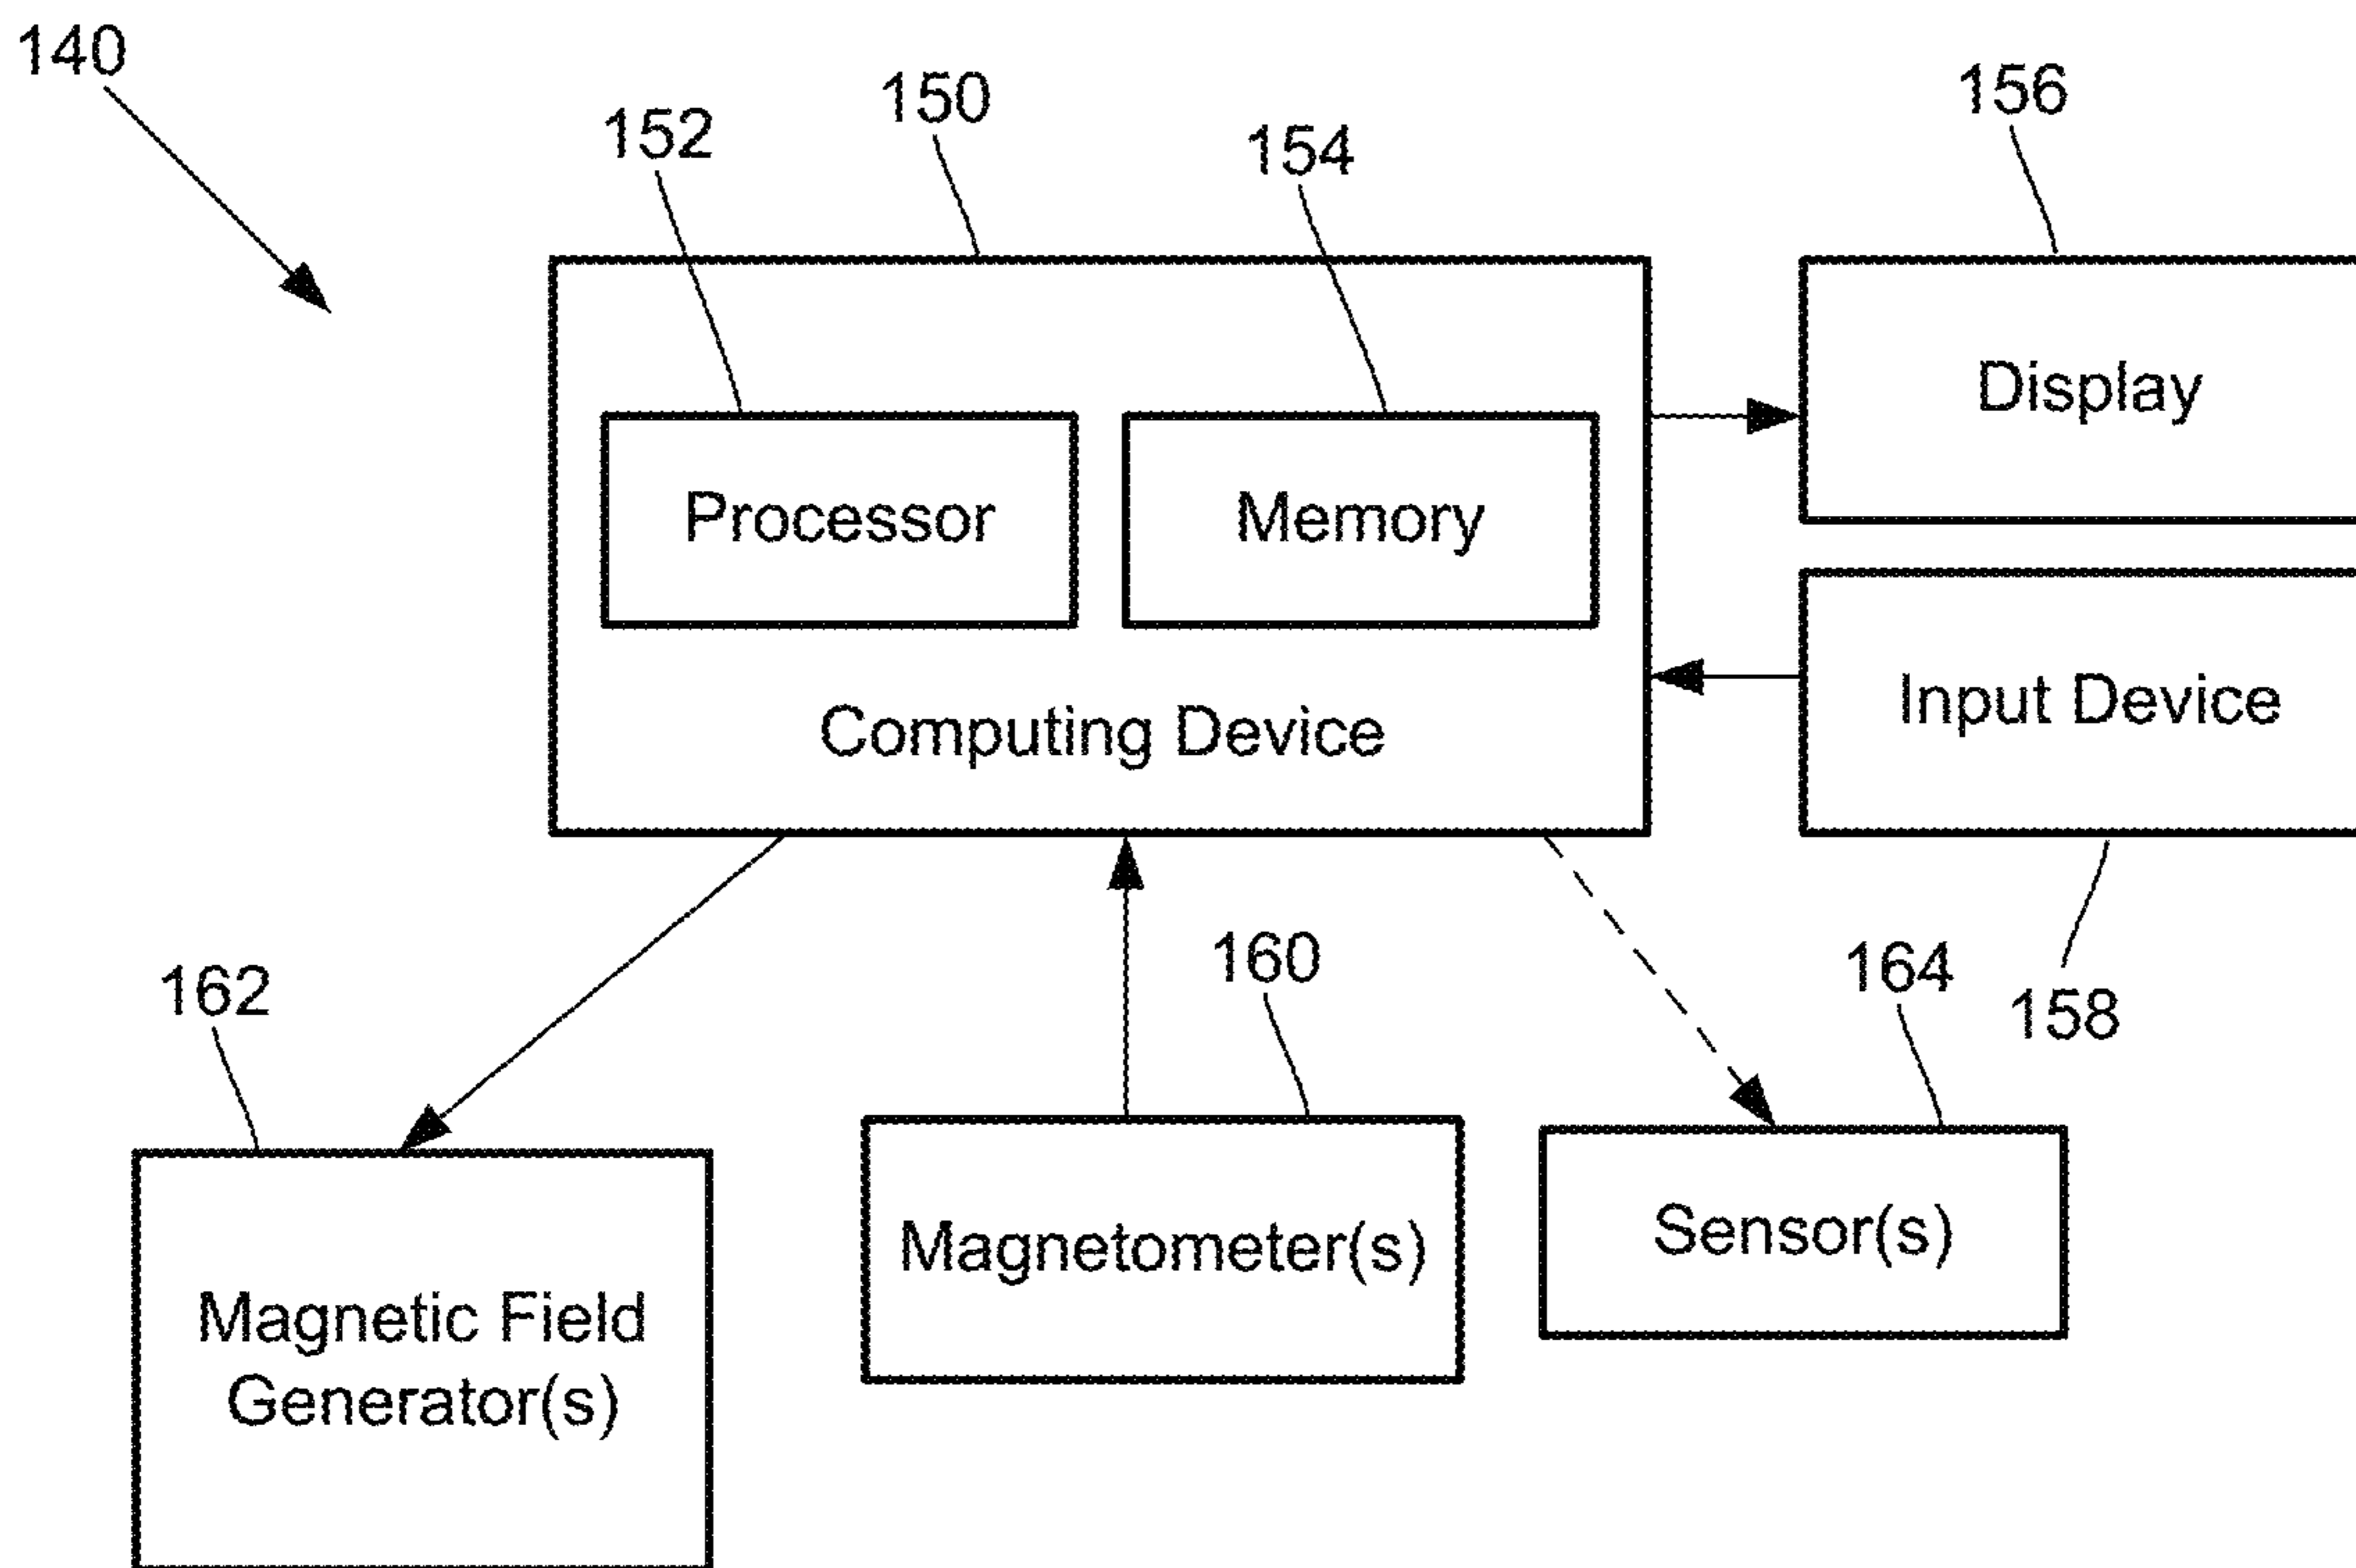 140
150
156
152
154
Display
Processor
Memory
Input Device
Computing Device
162
160
164
158
Magnetometer(s)
Sensor(s)
Magnetic Field
Generator(s)